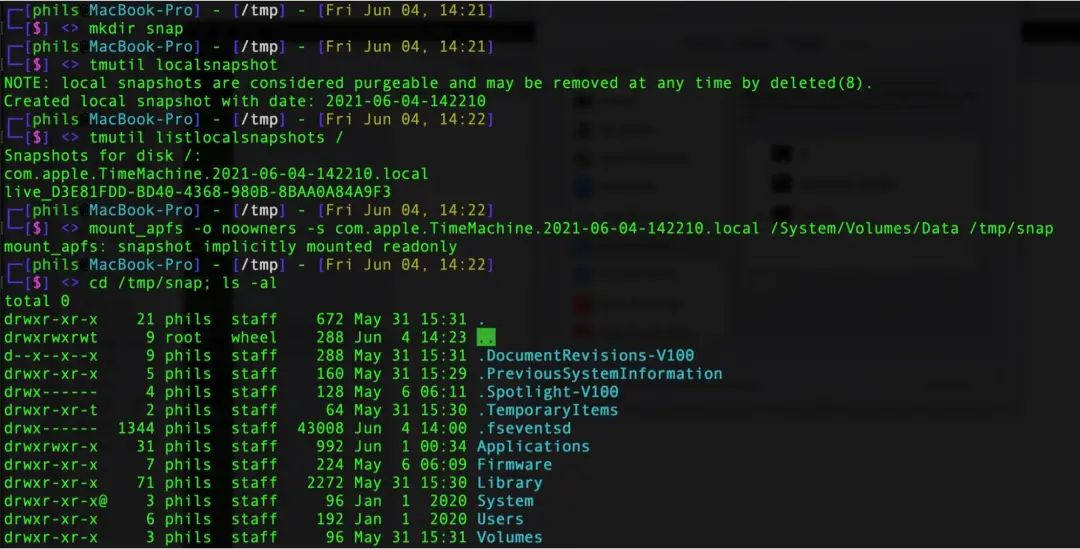 ┌─[phils MacBook-Pro] - [/tmp] - [Fri Jun 04, 14:21]
└─[$] <> mkdir snap
┌─[phils MacBook-Pro] - [/tmp] - [Fri Jun 04, 14:21]
└─[$] <> tmutil localsnapshot
NOTE: local snapshots are considered purgeable and may be removed at any time by deleted(8).
Created local snapshot with date: 2021-06-04-142210
┌─[phils MacBook-Pro] - [/tmp] - [Fri Jun 04, 14:22]
└─[$] <> tmutil listlocalsnapshots /
Snapshots for disk /:
com.apple.TimeMachine.2021-06-04-142210.local
live_D3E81FDD-BD40-4368-980B-8BAA0A84A9F3
┌─[phils MacBook-Pro] - [/tmp] - [Fri Jun 04, 14:22]
└─[$] <> mount_apfs -o noowners -s com.apple.TimeMachine.2021-06-04-142210.local /System/Volumes/Data /tmp/snap
mount_apfs: snapshot implicitly mounted readonly
┌─[phils MacBook-Pro] - [/tmp] - [Fri Jun 04, 14:22]
└─[$] <> cd /tmp/snap; ls -al
total 0
drwxr-xr-x    21 phils  staff    672 May 31 15:31 .
drwxrwxrwt     9 root   wheel    288 Jun  4 14:23 ..
d--x--x--x     9 phils  staff    288 May 31 15:31 .DocumentRevisions-V100
drwxr-xr-x     5 phils  staff    160 May 31 15:29 .PreviousSystemInformation
drwx------     4 phils  staff    128 May  6 06:11 .Spotlight-V100
drwxr-xr-t     2 phils  staff     64 May 31 15:30 .TemporaryItems
drwx------  1344 phils  staff  43008 Jun  4 14:00 .fseventsd
drwxrwxr-x    31 phils  staff    992 Jun  1 00:34 Applications
drwxr-xr-x     7 phils  staff    224 May  6 06:09 Firmware
drwxr-xr-x    71 phils  staff   2272 May 31 15:30 Library
drwxr-xr-x@    3 phils  staff     96 Jan  1  2020 System
drwxr-xr-x     6 phils  staff    192 Jan  1  2020 Users
drwxr-xr-x     3 phils  staff     96 May 31 15:31 Volumes